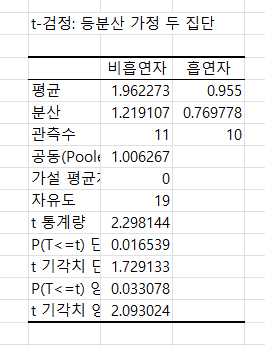 t-검정: 등분산 가정 두 집단
비흡연자 흡연자
평균 1.962273 0.955
분산 1.219107 0.769778
관측수 11 10
공동(Poole 1.006267
가설 평균차 0
자유도 19
t 통계량 2.298144
P(T<=t) 단 0.016539
t 기각치 단 1.729133
P(T<=t) 양 0.033078
t 기각치 양 2.093024